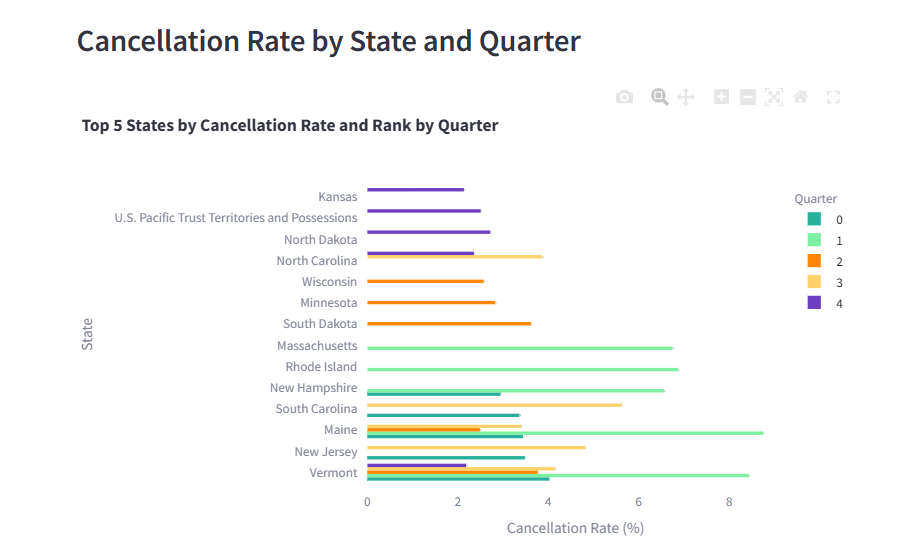 Cancellation Rate by State and Quarter
Top 5 States by Cancellation Rate and Rank by Quarter
Kansas
U.S. Pacific Trust Territories and Possessions
North Dakota
North Carolina
Wisconsin
Minnesota
South Dakota
Massachusetts
Rhode Island
New Hampshire
South Carolina
Maine
New Jersey
Vermont
State
0 2 4 6 8
Cancellation Rate (%)
Quarter
0
1
2
3
4